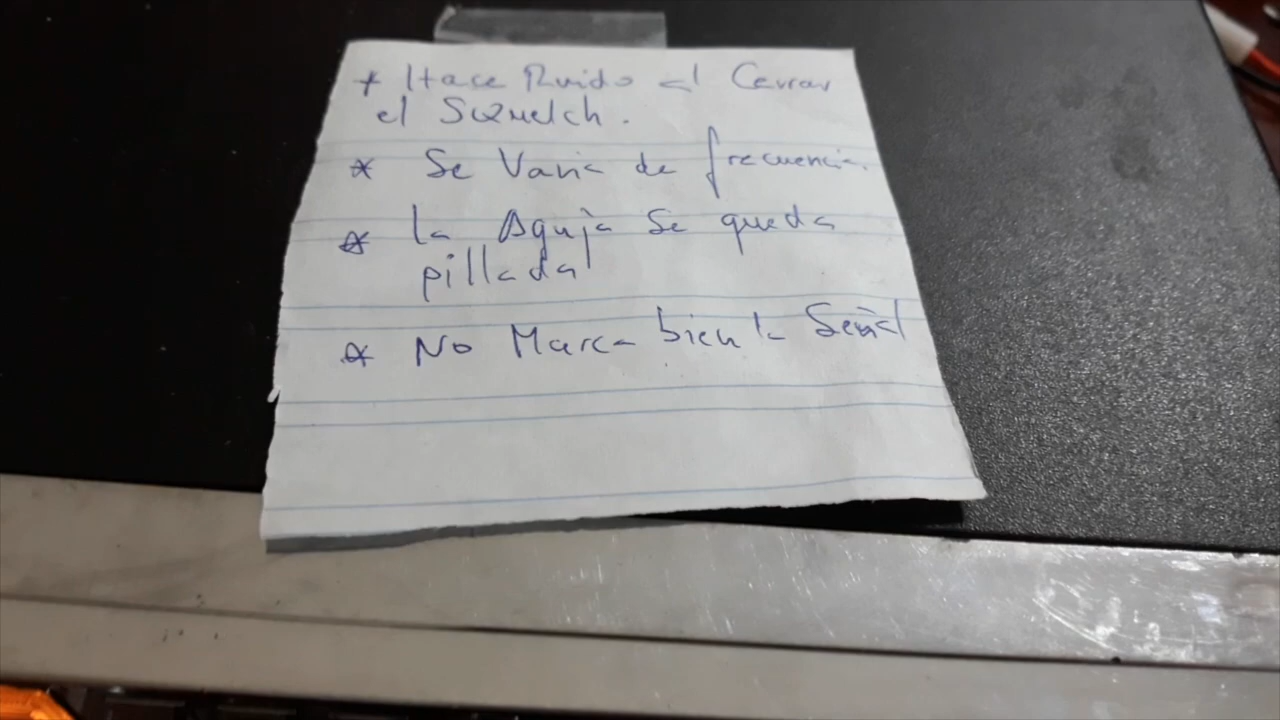 * Hace Ruido al Cerrar
el SQuelch.
* Se Varia de frecuencia.
* La Aguja Se queda
pillada
* No Marca bien la Señal